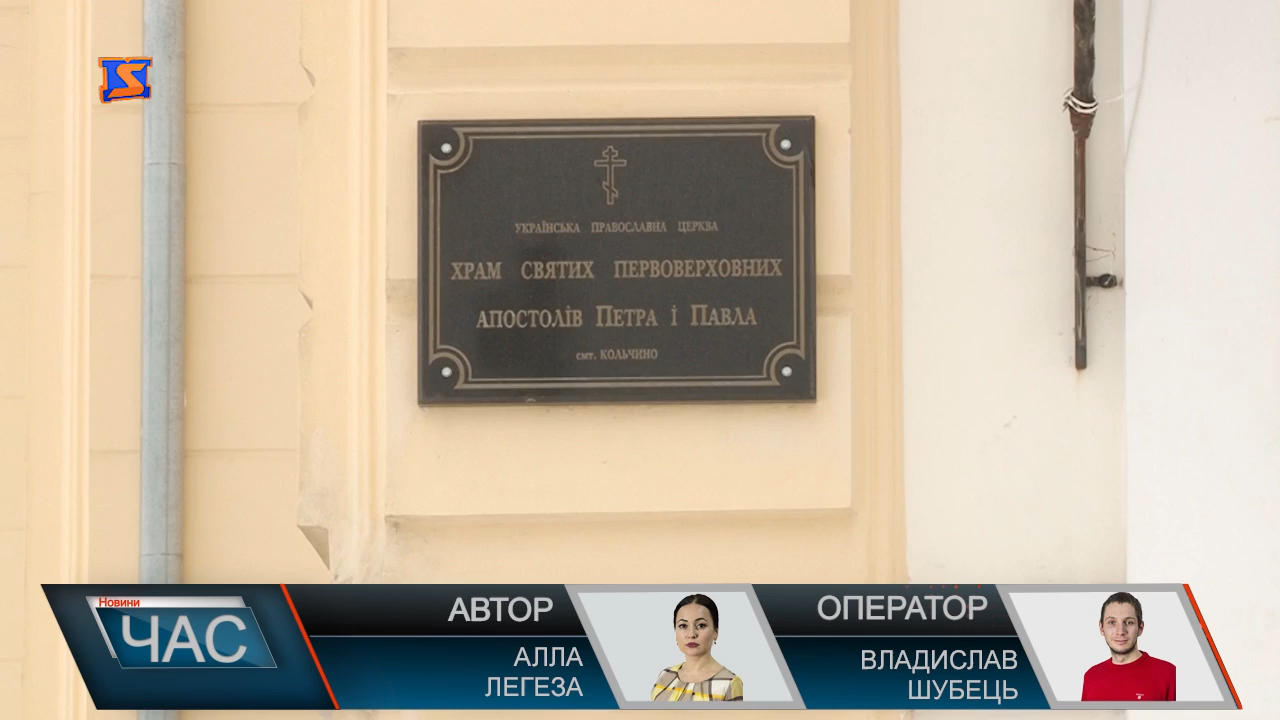 УКРАЇНСЬКА ПРАВОСЛАВНА ЦЕРКВА
ХРАМ СВЯТИХ ПЕРВОВЕРХОВНИХ
АПОСТОЛІВ ПЕТРА І ПАВЛА
смт. КОЛЬЧИНО
Новини
ЧАС
АВТОР
АЛЛА
ЛЕГЕЗА
ОПЕРАТОР
ВЛАДИСЛАВ
ШУБЕЦЬ